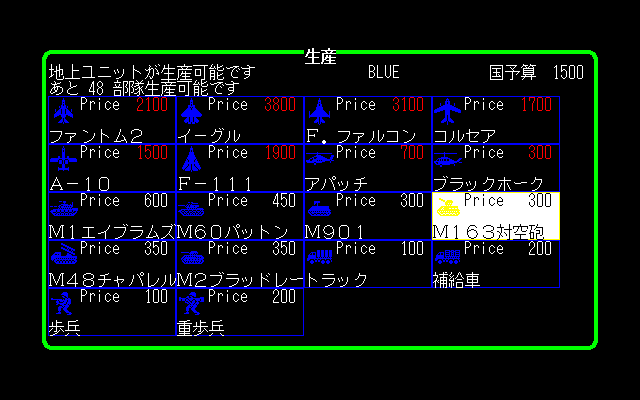 生産
地上ユニットが生産可能です BLUE 国予算 1500
あと 48 部隊生産可能です
Price 2100 Price 3800 Price 3100 Price 1700
ファントム2 イーグル F．ファルコン コルセア
Price 1500 Price 1900 Price 700 Price 300
A－10 F－111 アパッチ ブラックホーク
Price 600 Price 450 Price 300 Price 300
M1エイブラムズ M60パットン M901 M163対空砲
Price 350 Price 350 Price 100 Price 200
M48チャパレル M2ブラッドレー トラック 補給車
Price 100 Price 200
歩兵 重歩兵